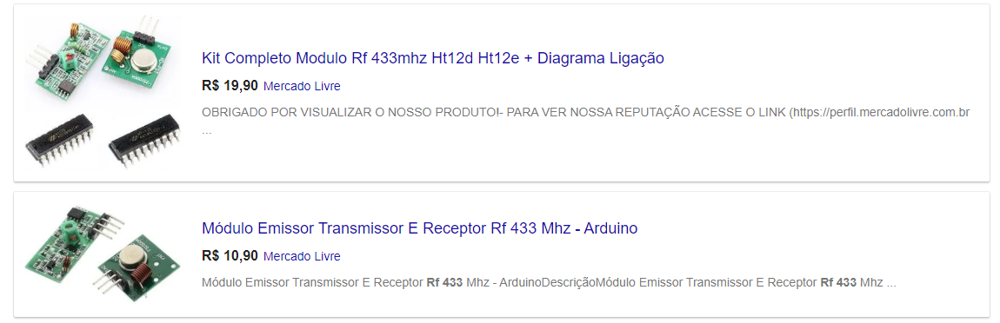 Kit Completo Modulo Rf 433mhz Ht12d Ht12e + Diagrama Ligação
R$ 19,90 Mercado Livre
OBRIGADO POR VISUALIZAR O NOSSO PRODUTO!- PARA VER NOSSA REPUTAÇÃO ACESSE O LINK (https://perfil.mercadolivre.com.br
...
Módulo Emissor Transmissor E Receptor Rf 433 Mhz - Arduino
R$ 10,90 Mercado Livre
Módulo Emissor Transmissor E Receptor Rf 433 Mhz - ArduinoDescriçãoMódulo Emissor Transmissor E Receptor Rf 433 Mhz ...